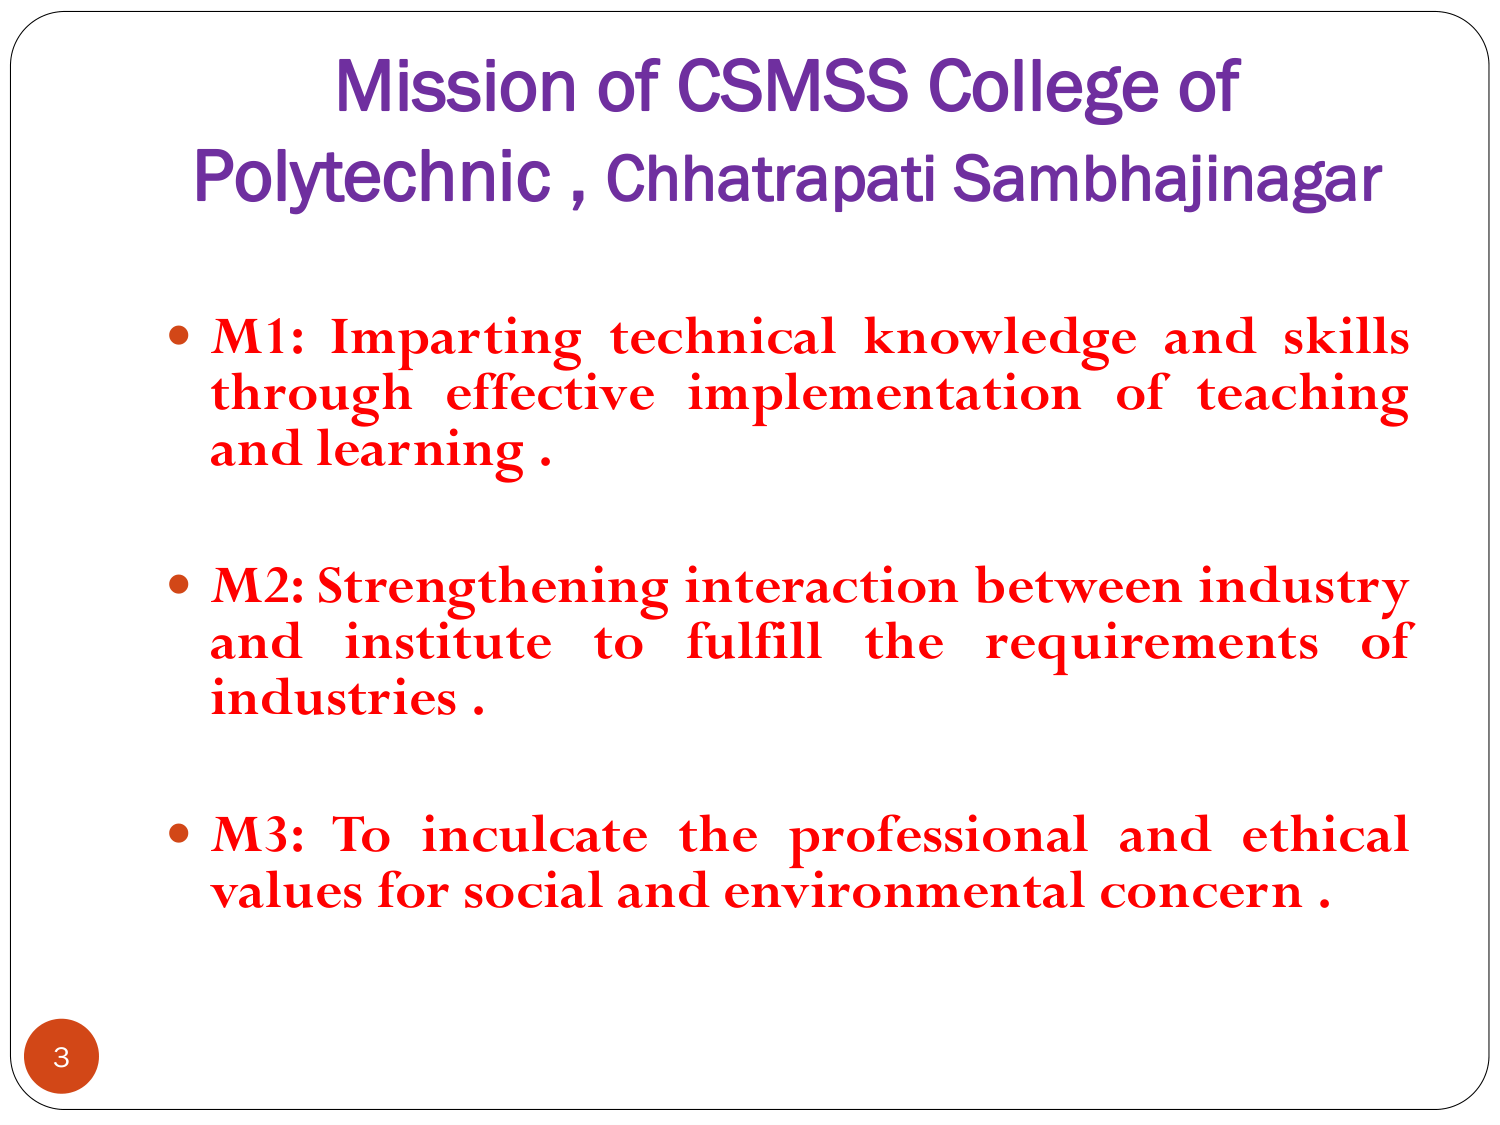 Mission of CSMSS College of
Polytechnic , Chhatrapati Sambhajinagar
• M1: Imparting technical knowledge and skills
through effective implementation of teaching
and learning .
• M2: Strengthening interaction between industry
and institute to fulfill the requirements of
industries .
• M3: To inculcate the professional and ethical
values for social and environmental concern .
3